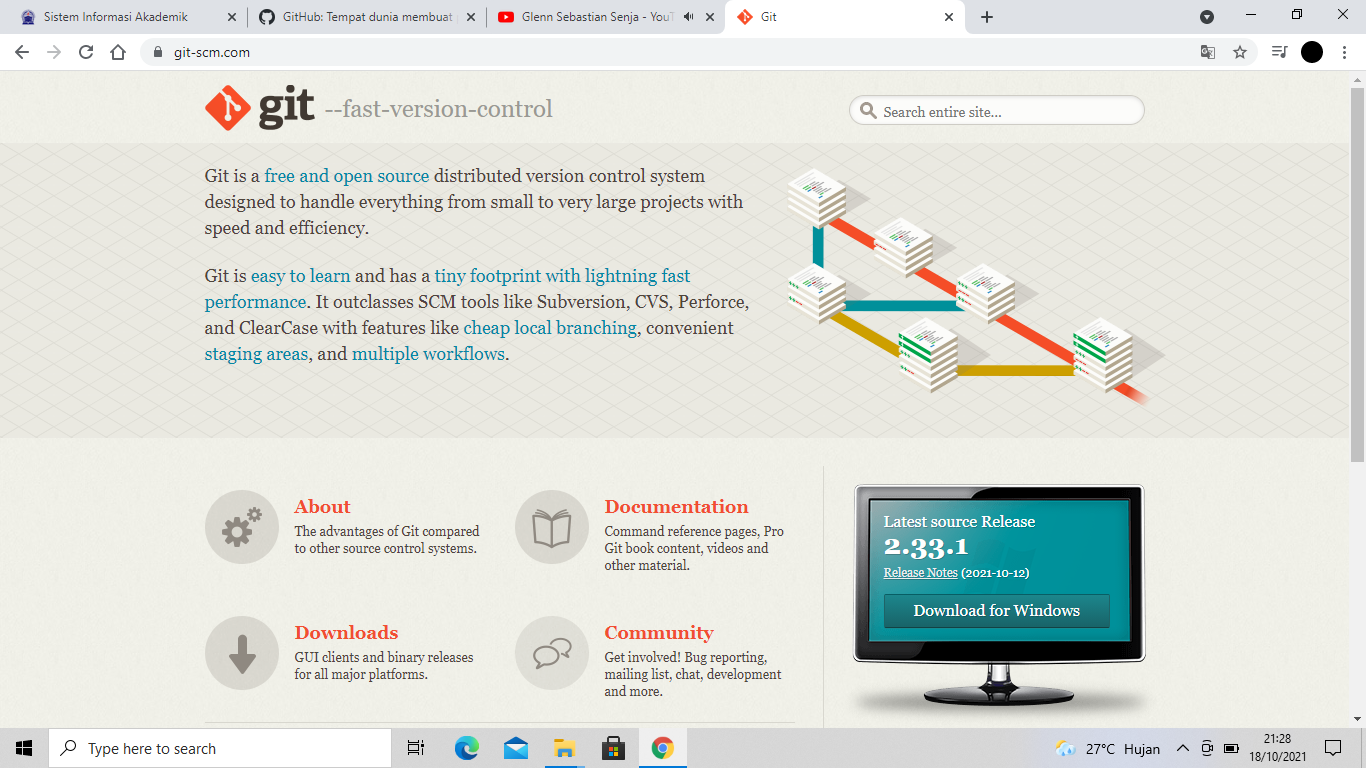 Sistem Informasi Akademik
GitHub: Tempat dunia membuat
Glenn Sebastian Senja - YouT
Git
git-scm.com
git --fast-version-control
Search entire site...
Git is a free and open source distributed version control system
designed to handle everything from small to very large projects with
speed and efficiency.
Git is easy to learn and has a tiny footprint with lightning fast
performance. It outclasses SCM tools like Subversion, CVS, Perforce,
and ClearCase with features like cheap local branching, convenient
staging areas, and multiple workflows.
About
The advantages of Git compared
to other source control systems.
Documentation
Command reference pages, Pro
Git book content, videos and
other material.
Downloads
GUI clients and binary releases
for all major platforms.
Community
Get involved! Bug reporting,
mailing list, chat, development
and more.
Latest source Release
2.33.1
Release Notes (2021-10-12)
Download for Windows
Type here to search
27°C Hujan
21:28
18/10/2021